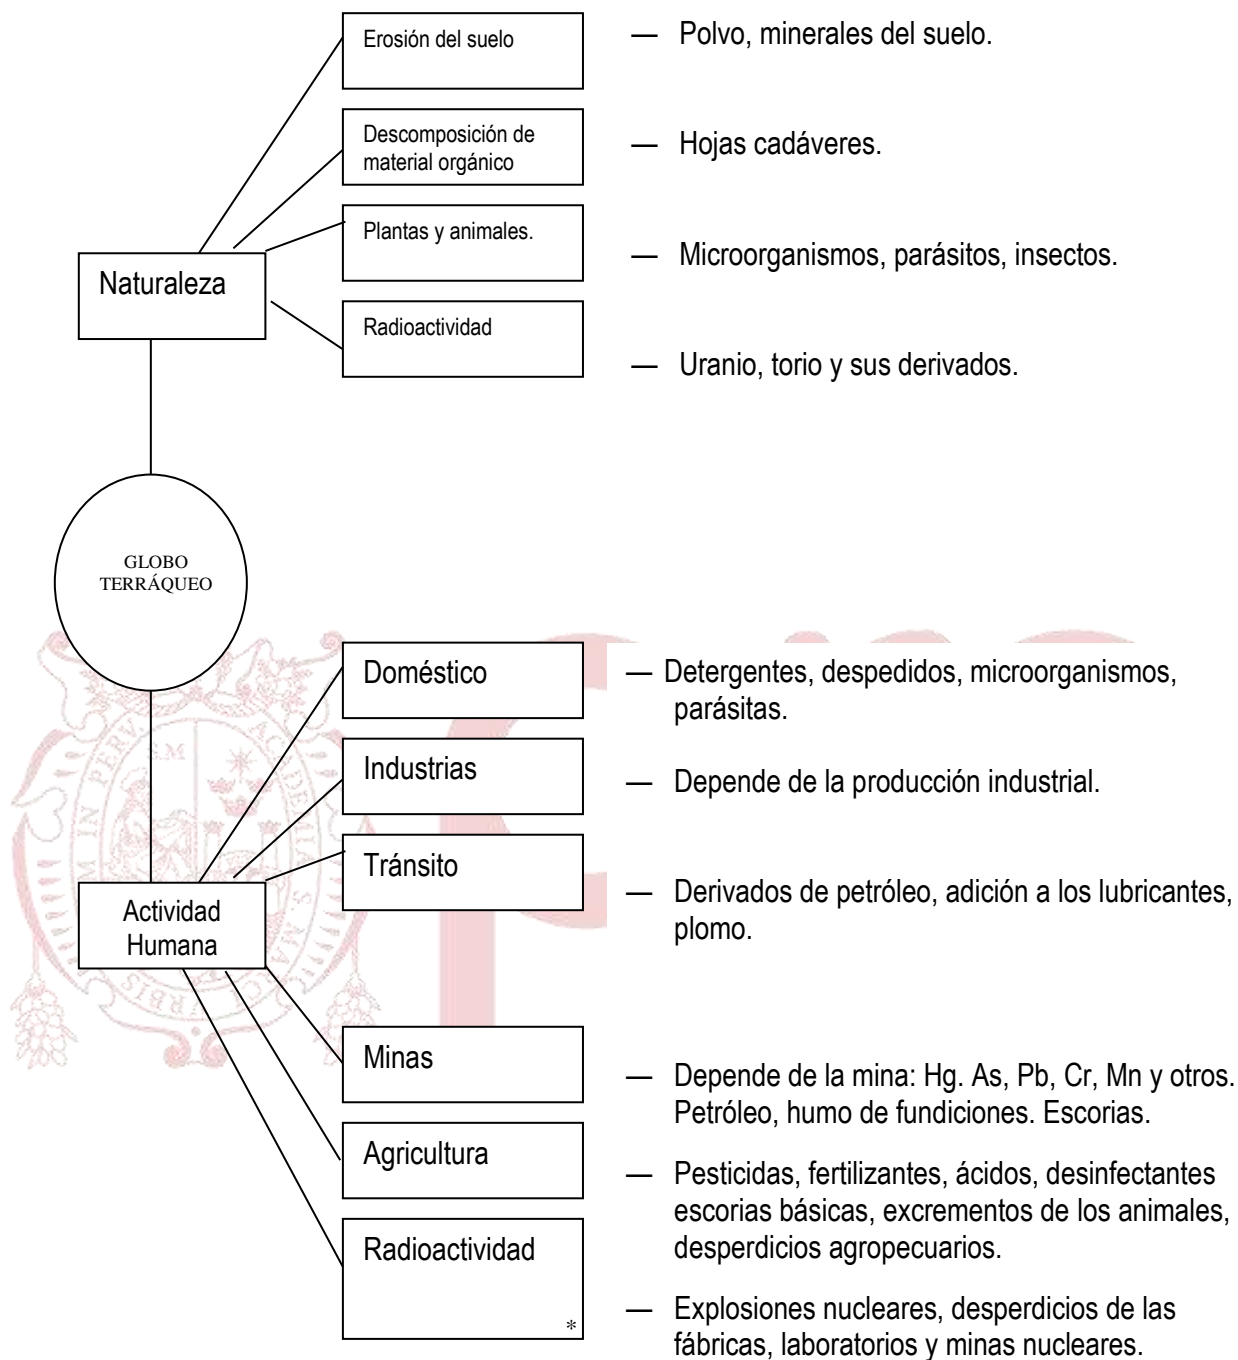 Erosión del suelo
— Polvo, minerales del suelo.
Descomposición de
material orgánico
— Hojas cadáveres.
Plantas y animales.
— Microorganismos, parásitos, insectos.
Naturaleza
Radioactividad
— Uranio, torio y sus derivados.
GLOBO
TERRÁQUEO
Doméstico
— Detergentes, despedidos, microorganismos,
parásitas.
Industrias
— Depende de la producción industrial.
Tránsito
— Derivados de petróleo, adición a los lubricantes,
plomo.
Actividad
Humana
Minas
— Depende de la mina: Hg. As, Pb, Cr, Mn y otros.
Petróleo, humo de fundiciones. Escorias.
Agricultura
— Pesticidas, fertilizantes, ácidos, desinfectantes
escorias básicas, excrementos de los animales,
desperdicios agropecuarios.
Radioactividad
*
— Explosiones nucleares, desperdicios de las
fábricas, laboratorios y minas nucleares.